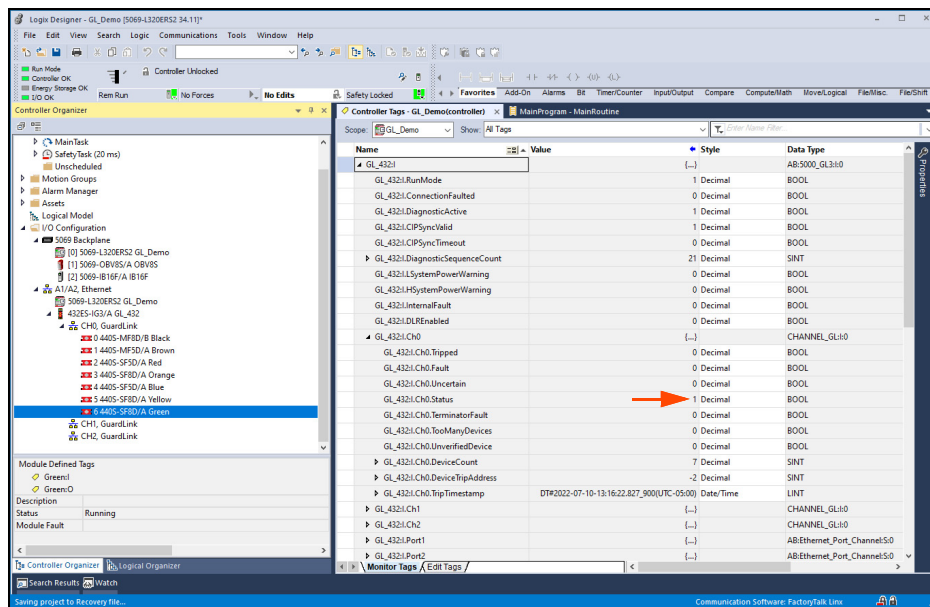 Logix Designer - GL_Demo [5069-L320ERS2 34.11]*
File Edit View Search Logic Communications Tools Window Help
Run Mode
Controller OK
Energy Storage OK
I/O OK
Controller Unlocked
Rem Run No Forces No Edits Safety Locked
Favorites Add-On Alarms Bit Timer/Counter Input/Output Compare Compute/Math Move/Logical File/Misc. File/Shift
Controller Organizer
MainTask
SafetyTask (20 ms)
Unscheduled
Motion Groups
Alarm Manager
Assets
Logical Model
I/O Configuration
5069 Backplane
[0] 5069-L320ERS2 GL_Demo
[1] 5069-OBV8S/A OBV8S
[2] 5069-IB16F/A IB16F
A1/A2, Ethernet
5069-L320ERS2 GL_Demo
432ES-IG3/A GL_432
CH0, GuardLink
0 440S-MF8D/B Black
1 440S-MF5D/A Brown
2 440S-SF5D/A Red
3 440S-SF8D/A Orange
4 440S-SF5D/A Blue
5 440S-SF8D/A Yellow
6 440S-SF8D/A Green
CH1, GuardLink
CH2, GuardLink
Module Defined Tags
Green:I
Green:O
Description
Status Running
Module Fault
Controller Organizer Logical Organizer
Controller Tags - GL_Demo(controller) MainProgram - MainRoutine
Scope: GL_Demo Show: All Tags Enter Name Filter...
Name Value Style Data Type
GL_432:I {...} AB:5000_GL3:I:0
GL_432:I.RunMode 1 Decimal BOOL
GL_432:I.ConnectionFaulted 0 Decimal BOOL
GL_432:I.DiagnosticActive 1 Decimal BOOL
GL_432:I.CIPSyncValid 1 Decimal BOOL
GL_432:I.CIPSyncTimeout 0 Decimal BOOL
GL_432:I.DiagnosticSequenceCount 21 Decimal SINT
GL_432:I.LSystemPowerWarning 0 Decimal BOOL
GL_432:I.HSystemPowerWarning 0 Decimal BOOL
GL_432:I.InternalFault 0 Decimal BOOL
GL_432:I.DLREnabled 0 Decimal BOOL
GL_432:I.Ch0 {...} CHANNEL_GL:I:0
GL_432:I.Ch0.Tripped 0 Decimal BOOL
GL_432:I.Ch0.Fault 0 Decimal BOOL
GL_432:I.Ch0.Uncertain 0 Decimal BOOL
GL_432:I.Ch0.Status 1 Decimal BOOL
GL_432:I.Ch0.TerminatorFault 0 Decimal BOOL
GL_432:I.Ch0.TooManyDevices 0 Decimal BOOL
GL_432:I.Ch0.UnverifiedDevice 0 Decimal BOOL
GL_432:I.Ch0.DeviceCount 7 Decimal SINT
GL_432:I.Ch0.DeviceTripAddress -2 Decimal SINT
GL_432:I.Ch0.TripTimestamp DT#2022-07-10-13:16:22.827_900(UTC-05:00) Date/Time LINT
GL_432:I.Ch1 {...} CHANNEL_GL:I:0
GL_432:I.Ch2 {...} CHANNEL_GL:I:0
GL_432:I.Port1 {...} AB:Ethernet_Port_Channel:S:0
GL_432:I.Port2 {...} AB:Ethernet_Port_Channel:S:0
Monitor Tags Edit Tags
Properties
Search Results Watch
Saving project to Recovery file... Communication Software: FactoryTalk Linx